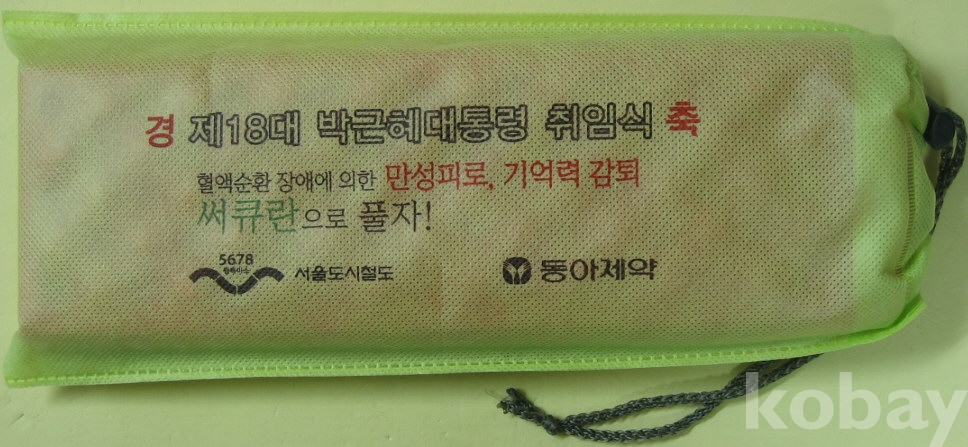 경 제18대 박근혜대통령 취임식 축
혈액순환 장애에 의한 만성피로, 기억력 감퇴
써큐란으로 풀자!
5678 서울도시철도 동아제약
kobay